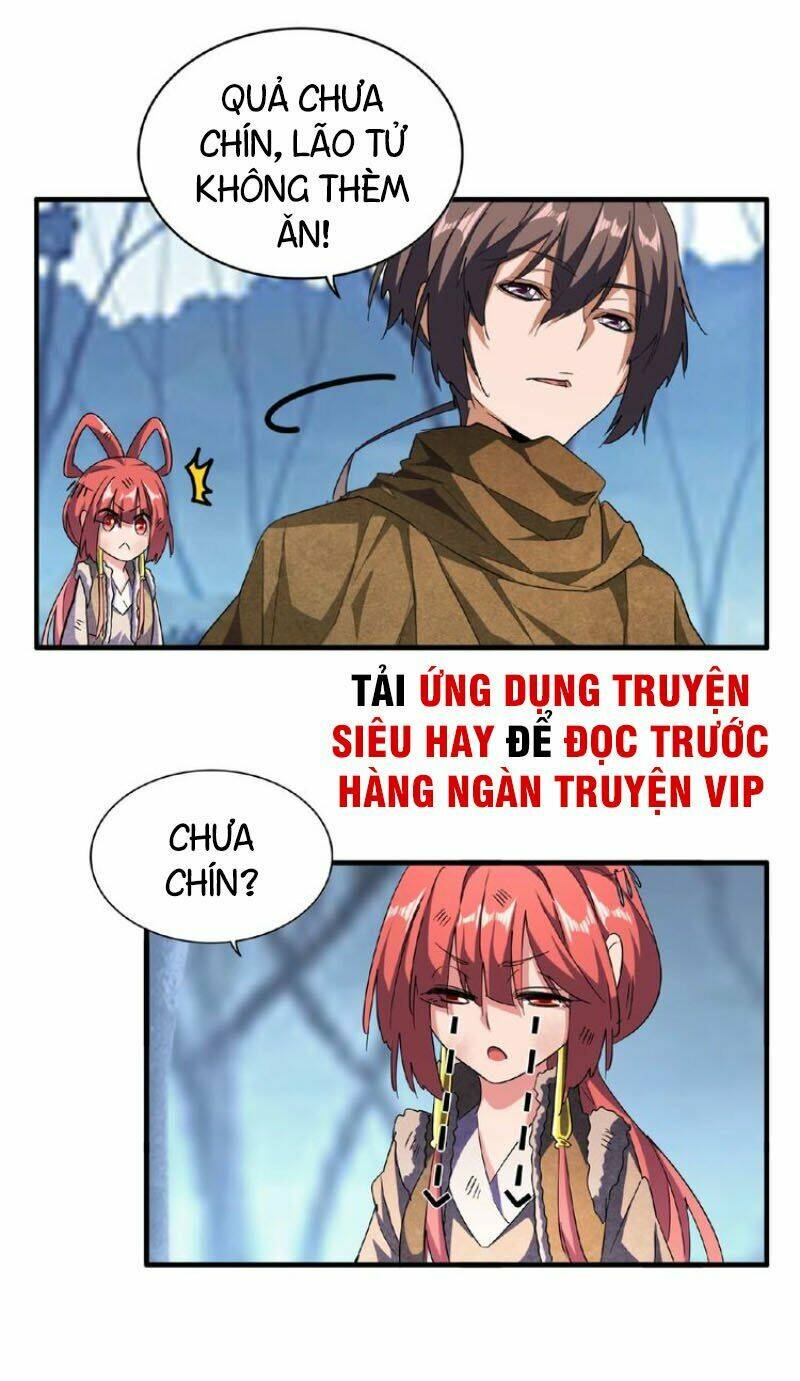 QUẢ CHƯA
CHÍN, LÃO TỬ
KHÔNG THÈM
ĂN!
TẢI ỨNG DỤNG TRUYỆN
SIÊU HAY ĐỂ ĐỌC TRƯỚC
HÀNG NGÀN TRUYỆN VIP
CHƯA
CHÍN?